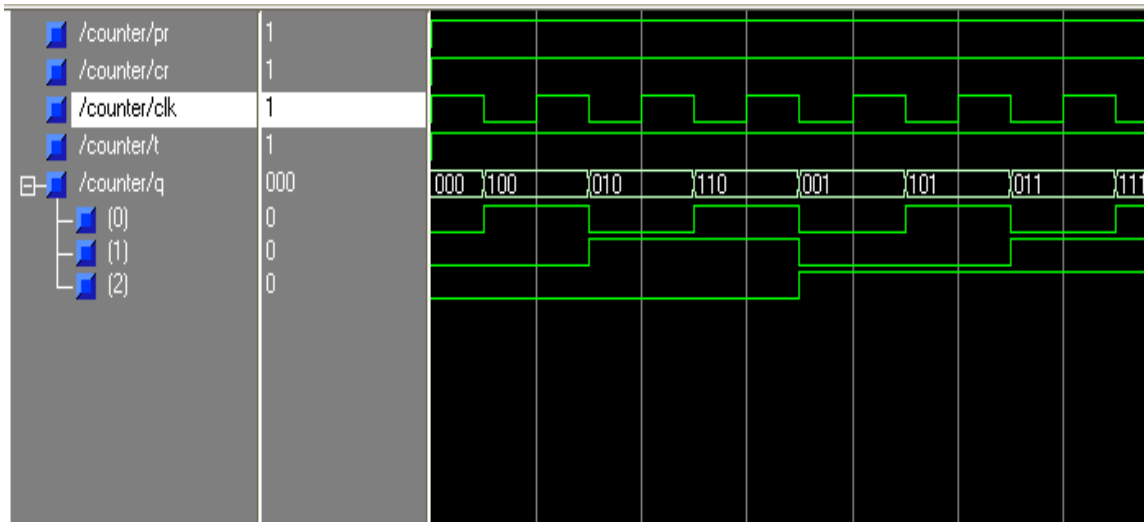 /counter/pr 1
/counter/cr 1
/counter/clk 1
/counter/t 1
/counter/q 000 000 100 010 110 001 101 011 111
(0) 0
(1) 0
(2) 0